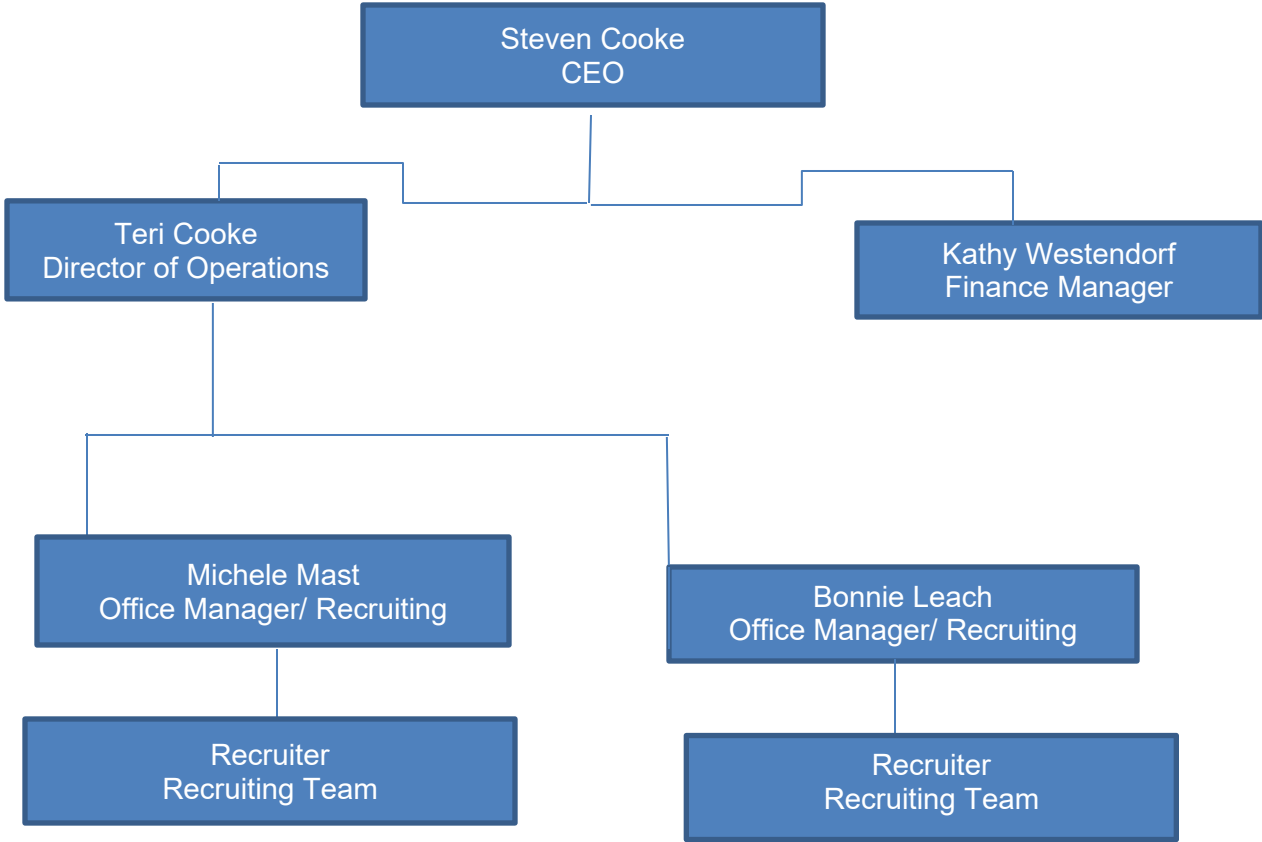 Steven Cooke
CEO
Teri Cooke
Director of Operations
Kathy Westendorf
Finance Manager
Michele Mast
Office Manager/ Recruiting
Bonnie Leach
Office Manager/ Recruiting
Recruiter
Recruiting Team
Recruiter
Recruiting Team